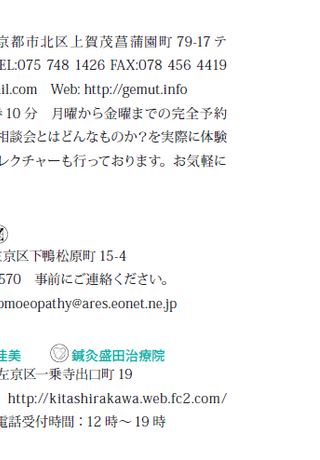 京都市北区上賀茂菖蒲園町 79-17 テ
EL:075 748 1426 FAX:078 456 4419
ail.com Web: http://gemut.info
10分 月曜から金曜までの完全予約
相談会とはどんなものか?を実際に体験
レクチャーも行っております。お気軽に
左京区下鴨松原町 15-4
570 事前にご連絡ください。
omoeopathy@ares.eonet.ne.jp
佳美 鍼灸盛田治療院
左京区一乗寺出口町 19
http://kitashirakawa.web.fc2.com/
電話受付時間：12 時〜 19 時